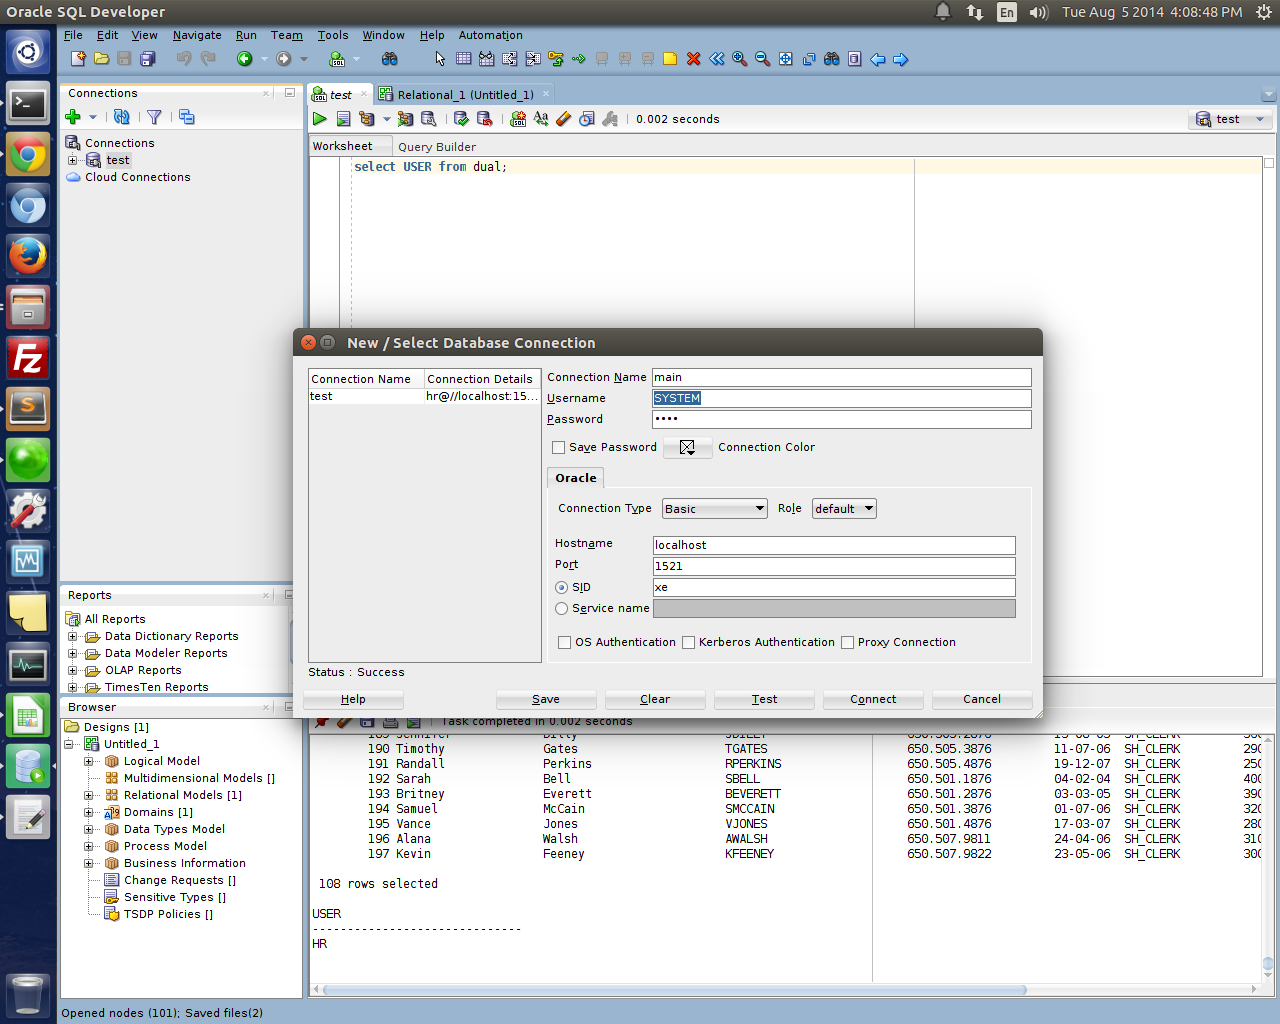 Oracle SQL Developer
En
Tue Aug 5 2014 4:08:48 PM
File Edit View Navigate Run Team Tools Window Help Automation
Connections
Connections
test
Cloud Connections
test
Relational_1 (Untitled_1)
0.002 seconds
test
Worksheet
Query Builder
select USER from dual;
New / Select Database Connection
Connection Name
Connection Details
test
hr@//localhost:15...
Connection Name main
Username SYSTEM
Password ••••
Save Password
Connection Color
Oracle
Connection Type Basic
Role default
Hostname localhost
Port 1521
SID xe
Service name
OS Authentication
Kerberos Authentication
Proxy Connection
Status : Success
Help Save Clear Test Connect Cancel
Reports
All Reports
Data Dictionary Reports
Data Modeler Reports
OLAP Reports
TimesTen Reports
Browser
Designs [1]
Untitled_1
Logical Model
Multidimensional Models []
Relational Models [1]
Domains [1]
Data Types Model
Process Model
Business Information
Change Requests []
Sensitive Types []
TSDP Policies []
Task completed in 0.002 seconds
190 Timothy Gates TGATES 650.505.3876 11-07-06 SH_CLERK 290
191 Randall Perkins RPERKINS 650.505.4876 19-12-07 SH_CLERK 250
192 Sarah Bell SBELL 650.501.1876 04-02-04 SH_CLERK 400
193 Britney Everett BEVERETT 650.501.2876 03-03-05 SH_CLERK 390
194 Samuel McCain SMCCAIN 650.501.3876 01-07-06 SH_CLERK 320
195 Vance Jones VJONES 650.501.4876 17-03-07 SH_CLERK 280
196 Alana Walsh AWALSH 650.507.9811 24-04-06 SH_CLERK 310
197 Kevin Feeney KFEENEY 650.507.9822 23-05-06 SH_CLERK 300
108 rows selected
USER
------------------------------
HR
Opened nodes (101); Saved files(2)